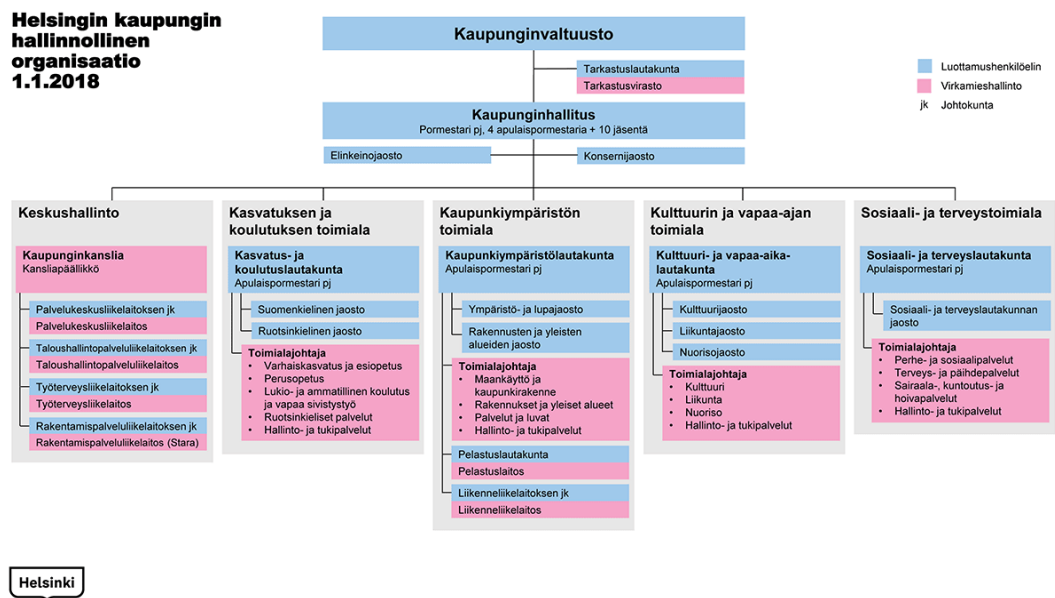 Helsingin kaupungin
hallinnollinen
organisaatio
1.1.2018
Kaupunginvaltuusto
Tarkastuslautakunta
Tarkastusvirasto
Luottamushenkilöelin
Virkamieshallinto
jk Johtokunta
Kaupunginhallitus
Pormestari pj, 4 apulaispormestaria + 10 jäsentä
Elinkeinojaosto
Konsernijaosto
Keskushallinto
Kaupunginkanslia
Kansliapäällikkö
Palvelukeskusliikelaitoksen jk
Palvelukeskusliikelaitos
Taloushallintopalveluliikelaitoksen jk
Taloushallintopalveluliikelaitos
Työterveysliikelaitoksen jk
Työterveysliikelaitos
Rakentamispalveluliikelaitoksen jk
Rakentamispalveluliikelaitos (Stara)
Kasvatuksen ja
koulutuksen toimiala
Kasvatus- ja
koulutuslautakunta
Apulaispormestari pj
Suomenkielinen jaosto
Ruotsinkielinen jaosto
Toimialajohtaja
• Varhaiskasvatus ja esiopetus
• Perusopetus
• Lukio- ja ammatillinen koulutus
ja vapaa sivistystyö
• Ruotsinkieliset palvelut
• Hallinto- ja tukipalvelut
Kaupunkiympäristön
toimiala
Kaupunkiympäristölautakunta
Apulaispormestari pj
Ympäristö- ja lupajaosto
Rakennusten ja yleisten
alueiden jaosto
Toimialajohtaja
• Maankäyttö ja
kaupunkirakenne
• Rakennukset ja yleiset alueet
• Palvelut ja luvat
• Hallinto- ja tukipalvelut
Pelastuslautakunta
Pelastuslaitos
Liikenneliikelaitoksen jk
Liikenneliikelaitos
Kulttuurin ja vapaa-ajan
toimiala
Kulttuuri- ja vapaa-aika-
lautakunta
Apulaispormestari pj
Kulttuurijaosto
Liikuntajaosto
Nuorisojaosto
Toimialajohtaja
• Kulttuuri
• Liikunta
• Nuoriso
• Hallinto- ja tukipalvelut
Sosiaali- ja terveystoimiala
Sosiaali- ja terveyslautakunta
Apulaispormestari pj
Sosiaali- ja terveyslautakunnan
jaosto
Toimialajohtaja
• Perhe- ja sosiaalipalvelut
• Terveys- ja päihdepalvelut
• Sairaala-, kuntoutus- ja
hoivapalvelut
• Hallinto- ja tukipalvelut
Helsinki